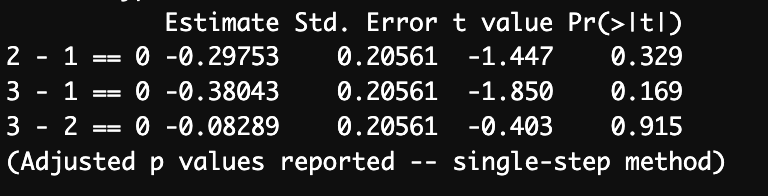 Estimate Std. Error t value Pr(>|t|)
2 - 1 == 0 -0.29753 0.20561 -1.447 0.329
3 - 1 == 0 -0.38043 0.20561 -1.850 0.169
3 - 2 == 0 -0.08289 0.20561 -0.403 0.915
(Adjusted p values reported -- single-step method)